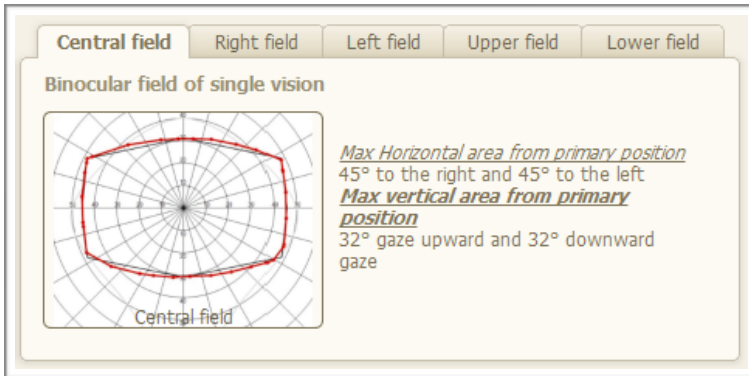 Central field
Right field
Left field
Upper field
Lower field
Binocular field of single vision
Max Horizontal area from primary position
45° to the right and 45° to the left
Max vertical area from primary
position
32° gaze upward and 32° downward
gaze
Central field